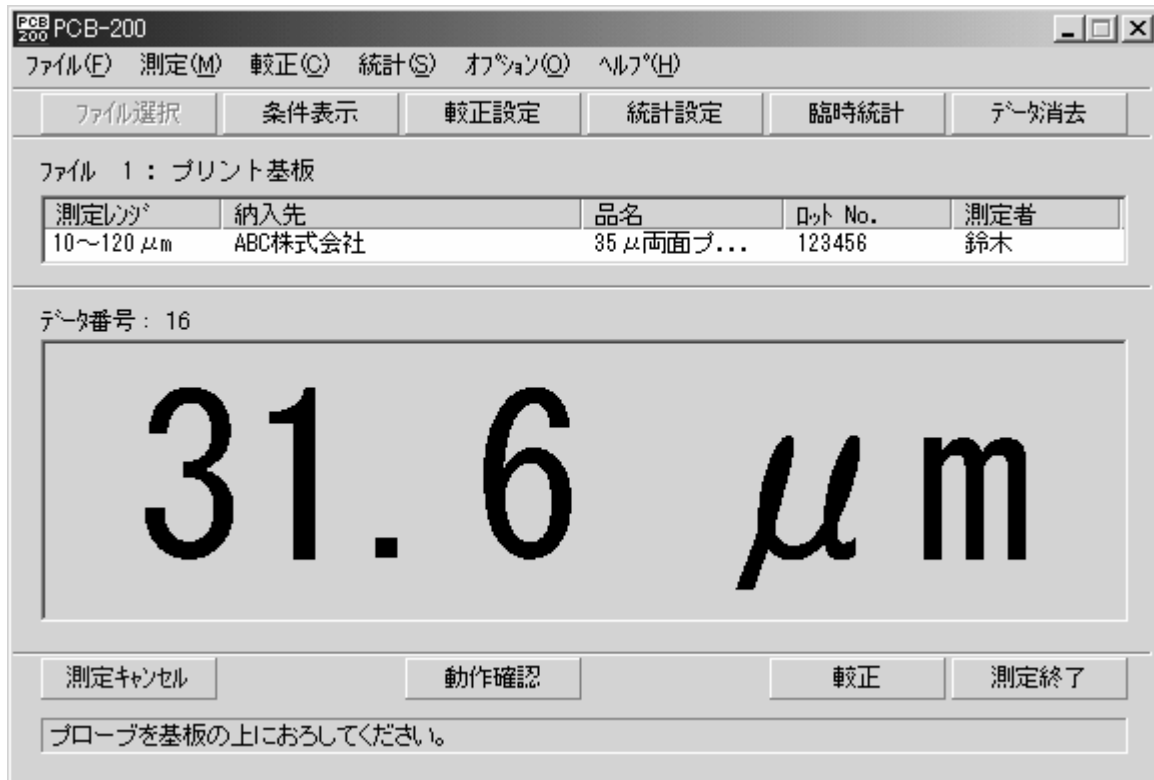 PCB 200 PCB-200
ファイル(F) 測定(M) 較正(C) 統計(S) オプション(O) ヘルプ(H)
ファイル選択 条件表示 較正設定 統計設定 臨時統計 データ消去
ファイル 1: プリント基板
測定レンジ 納入先 品名 ロット No. 測定者
10～120μm ABC株式会社 35μ両面プ... 123456 鈴木
データ番号: 16
31.6 μm
測定キャンセル 動作確認 較正 測定終了
プローブを基板の上におろしてください。